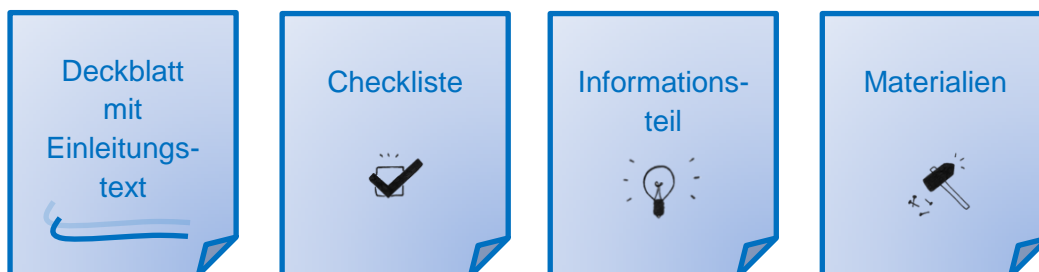 Deckblatt
mit
Einleitungs-
text
Checkliste
Informations-
teil
Materialien